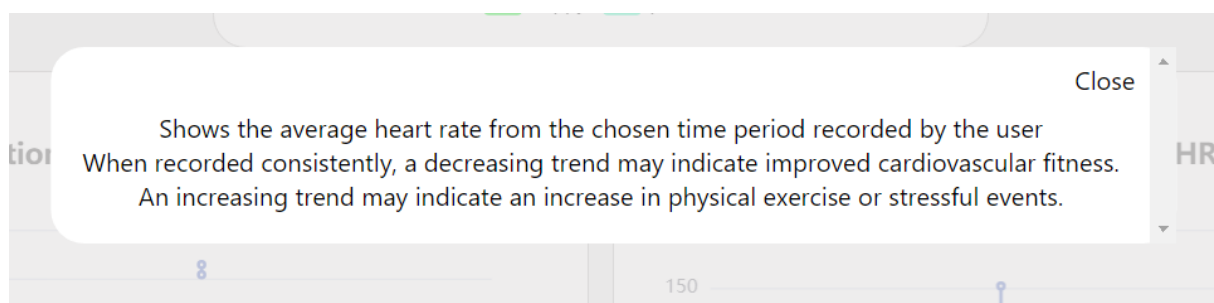 Close
Shows the average heart rate from the chosen time period recorded by the user
When recorded consistently, a decreasing trend may indicate improved cardiovascular fitness.
An increasing trend may indicate an increase in physical exercise or stressful events.
HR
150